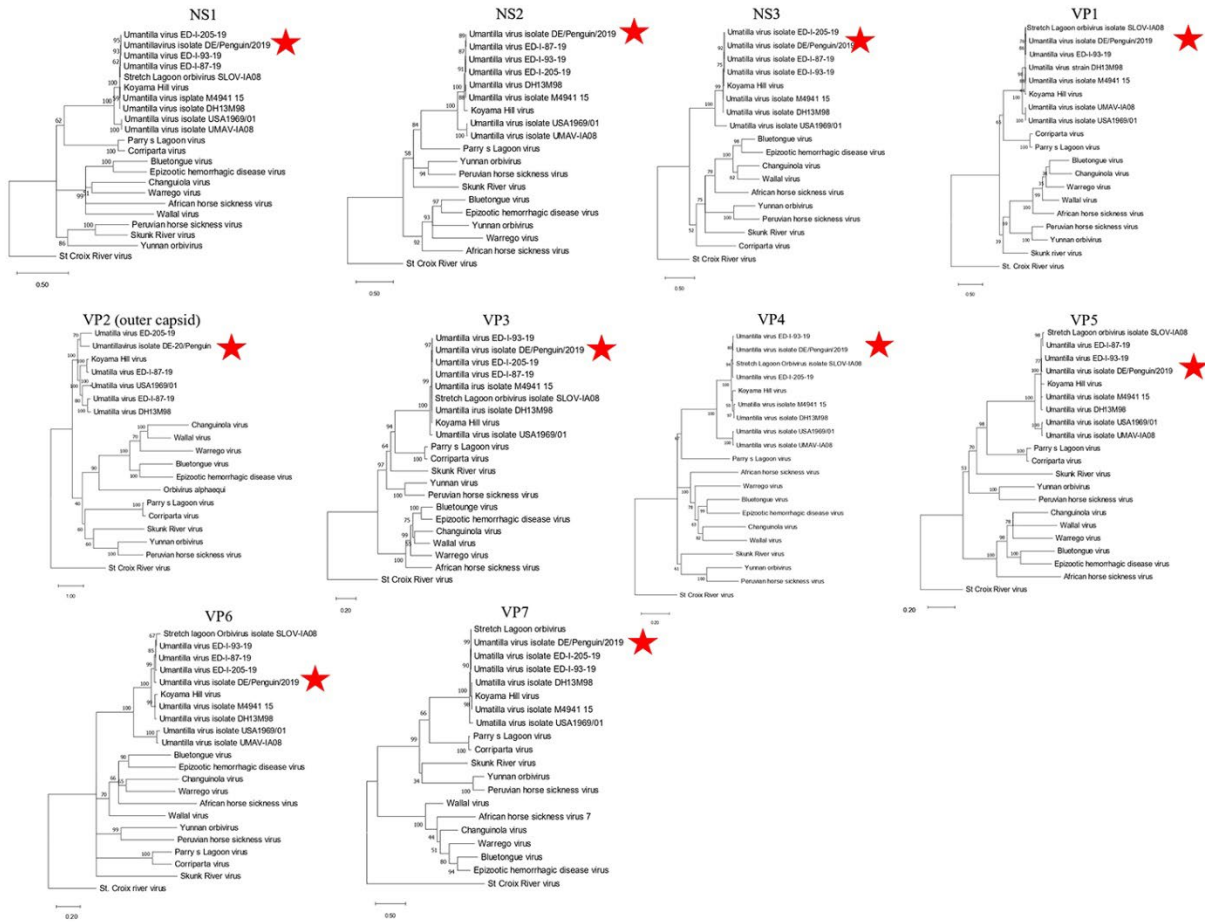 NS1
Umantilla virus ED-I-205-19
Umantillavirus isolate DE/Penguin/2019
Umantilla virus ED-I-93-19
Umantilla virus ED-I-87-19
Stretch Lagoon orbivirus SLOV-IA08
Koyama Hill virus
Umantilla virus isplate M4941 15
Umantilla virus isolate DH13M98
Umantilla virus isolate USA1969/01
Umantilla virus isolate UMAV-IA08
Parry s Lagoon virus
Corriparta virus
Bluetongue virus
Epizootic hemorrhagic disease virus
Changuiola virus
Warrego virus
African horse sickness virus
Wallal virus
Peruvian horse sickness virus
Skunk River virus
Yunnan orbivirus
St Croix River virus
0.50
NS2
Umantilla virus isolate DE/Penguin/2019
Umantilla virus ED-I-87-19
Umantilla virus ED-I-93-19
Umantilla virus ED-I-205-19
Umantilla virus DH13M98
Umantilla virus isolate M4941 15
Koyama Hill virus
Umantilla virus isolate USA1969/01
Umantilla virus isolate UMAV-IA08
Parry s Lagoon virus
Yunnan orbivirus
Peruvian horse sickness virus
Skunk River virus
Bluetongue virus
Epizootic hemorrhagic disease virus
Yunnan orbivirus
Warrego virus
African horse sickness virus
St Croix River virus
0.50
NS3
Umantilla virus ED-I-205-19
Umantilla virus isolate DE/Penguin/2019
Umantilla virus isolate ED-I-87-19
Umantilla virus isolate ED-I-93-19
Koyama Hill virus
Umantilla virus isolate M4941 15
Umantilla virus isolate DH13M98
Umantilla virus isolate USA1969/01
Bluetongue virus
Epizootic hemorrhagic disease virus
Changuinola virus
Wallal virus
African horse sickness virus
Yunnan orbivirus
Peruvian horse sickness virus
Skunk River virus
Corriparta virus
St Croix River virus
0.50
VP1
Stretch Lagoon orbivirus isolate SLOV-IA08
Umantilla virus isolate DE/Penguin/2019
Umantilla virus ED-I-93-19
Umatilla virus strain DH13M98
Umantilla virus isolate M4941 15
Koyama Hill virus
Umantilla virus isolate UMAV-IA08
Umantilla virus isolate USA1969/01
Corriparta virus
Parry s Lagoon virus
Bluetongue virus
Changuinola virus
Warrego virus
Wallal virus
African horse sickness virus
Peruvian horse sickness virus
Yunnan orbivirus
Skunk river virus
St. Croix River virus
0.50
VP2 (outer capsid)
Umatilla virus ED-205-19
Umantillavirus isolate DE-20/Penguin
Koyama Hill virus
Umatilla virus ED-I-87-19
Umatilla virus USA1969/01
Umatilla virus ED-I-87-19
Umatilla virus DH13M98
Changuinola virus
Wallal virus
Warrego virus
Bluetongue virus
Epizootic hemorrhagic disease virus
Orbivirus alphaequi
Parry s Lagoon virus
Corriparta virus
Skunk River virus
Yunnan orbivirus
Peruvian horse sickness virus
St Croix River virus
1.00
VP3
Umantilla virus ED-I-93-19
Umantilla virus isolate DE/Penguin/2019
Umantilla virus ED-I-205-19
Umantilla virus ED-I-87-19
Umantilla irus isolate M4941 15
Stretch Lagoon orbivirus isolate SLOV-IA08
Umantilla irus isolate DH13M98
Koyama Hill virus
Umantilla virus isolate USA1969/01
Parry s Lagoon virus
Corriparta virus
Skunk River virus
Yunnan virus
Peruvian horse sickness virus
Bluetounge virus
Epizootic hemorrhagic disease virus
Changuinola virus
Wallal virus
Warrego virus
African horse sickness virus
St Croix River virus
0.20
VP4
Umantilla virus ED-I-93-19
Umantilla virus isolate DE/Penguin/2019
Stretch Lagoon Orbivirus isolate SLOV-IA08
Umantilla virus ED-I-205-19
Koyama Hill virus
Umatilla virus isolate M4941 15
Umatilla virus isolate DH13M98
Umantilla virus isolate USA1969/01
Umantilla virus isolate UMAV-IA08
Parry s Lagoon virus
African horse sickness virus
Warrego virus
Bluetongue virus
Epizootic hemorrhagic disease virus
Changuinola virus
Wallal virus
Skunk River virus
Yunnan orbivirus
Peruvian horse sickness virus
St Croix River virus
VP5
Stretch Lagoon orbivirus isolate SLOV-IA08
Umantilla virus ED-I-87-19
Umantilla virus ED-I-93-19
Umatilla virus isolate DE/Penguin/2019
Koyama Hill virus
Umantilla virus isolate M4941 15
Umantilla virus DH13M98
Umantilla virus isolate USA1969/01
Umantilla virus isolate UMAV-IA08
Parry s Lagoon virus
Corriparta virus
Skunk River virus
Yunnan orbivirus
Peruvian horse sickness virus
Changuinola virus
Wallal virus
Warrego virus
Bluetongue virus
Epizootic hemorrhagic disease virus
African horse sickness virus
St Croix River virus
0.20
VP6
Stretch lagoon Orbivirus isolate SLOV-IA08
Umantilla virus ED-I-93-19
Umantilla virus ED-I-87-19
Umantilla virus ED-I-205-19
Umantilla virus isolate DE/Penguin/2019
Koyama Hill virus
Umantilla virus isolate M4941 15
Umantilla virus isolate DH13M98
Umantilla virus isolate USA1969/01
Umantilla virus isolate UMAV-IA08
Bluetongue virus
Epizootic hemorrhagic disease virus
Changuinola virus
Warrego virus
African horse sickness virus
Wallal virus
Yunnan orbivirus
Peruvian horse sickness virus
Parry s Lagoon virus
Corriparta virus
Skunk River virus
St. Croix river virus
0.20
VP7
Stretch Lagoon orbivirus
Umantilla virus isolate DE/Penguin/2019
Umantilla virus isolate ED-I-205-19
Umantilla virus isolate ED-I-93-19
Umantilla virus isolate DH13M98
Koyama Hill virus
Umatilla virus isolate M4941 15
Umatilla virus isolate USA1969/01
Parry s Lagoon virus
Corriparta virus
Skunk River virus
Yunnan orbivirus
Peruvian horse sickness virus
Wallal virus
African horse sickness virus 7
Changuinola virus
Warrego virus
Bluetongue virus
Epizootic hemorrhagic disease virus
St Croix River virus
0.50